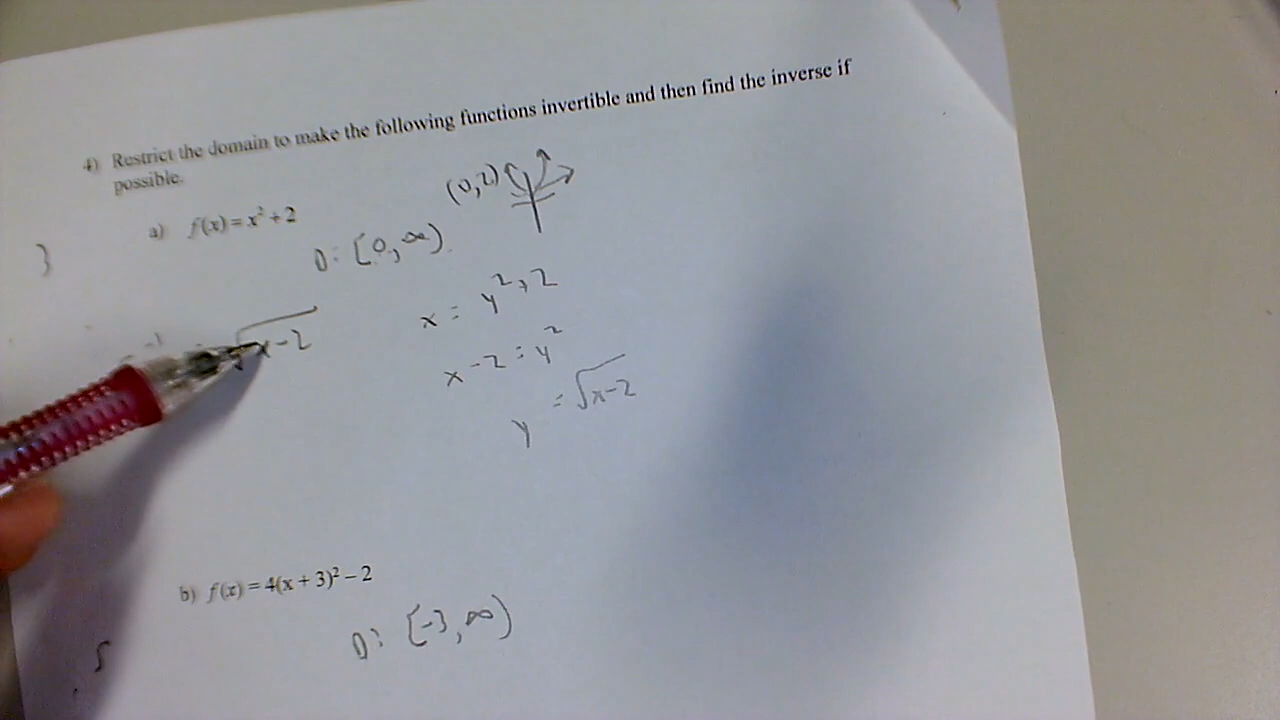 4) Restrict the domain to make the following functions invertible and then find the inverse if
possible.
(0,2)
a) f(x) = x² + 2
D: [0, ∞)
x = y² + 2
x - 2 = y²
√x-2
y = √x-2
b) f(x) = 4(x + 3)² – 2
D: [-3, ∞)